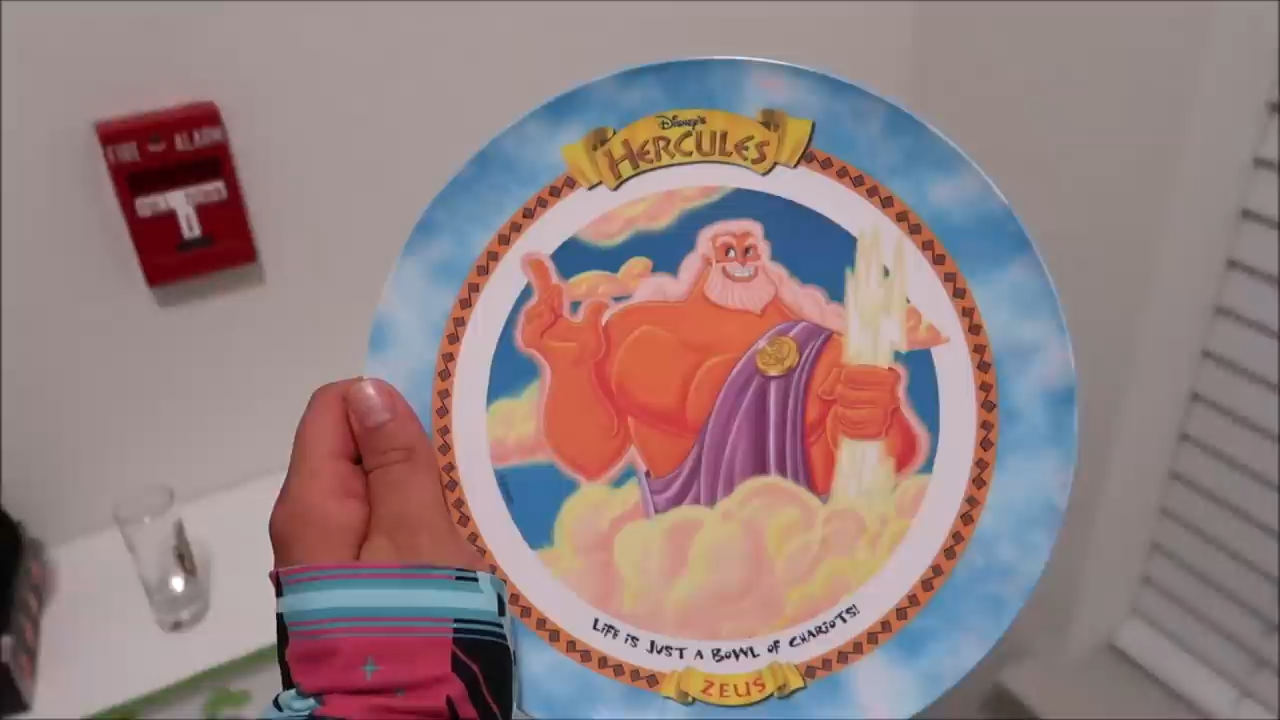 FIRE ALARM
Disney's
HERCULES
LIFE IS JUST A BOWL OF CHARIOTS!
ZEUS